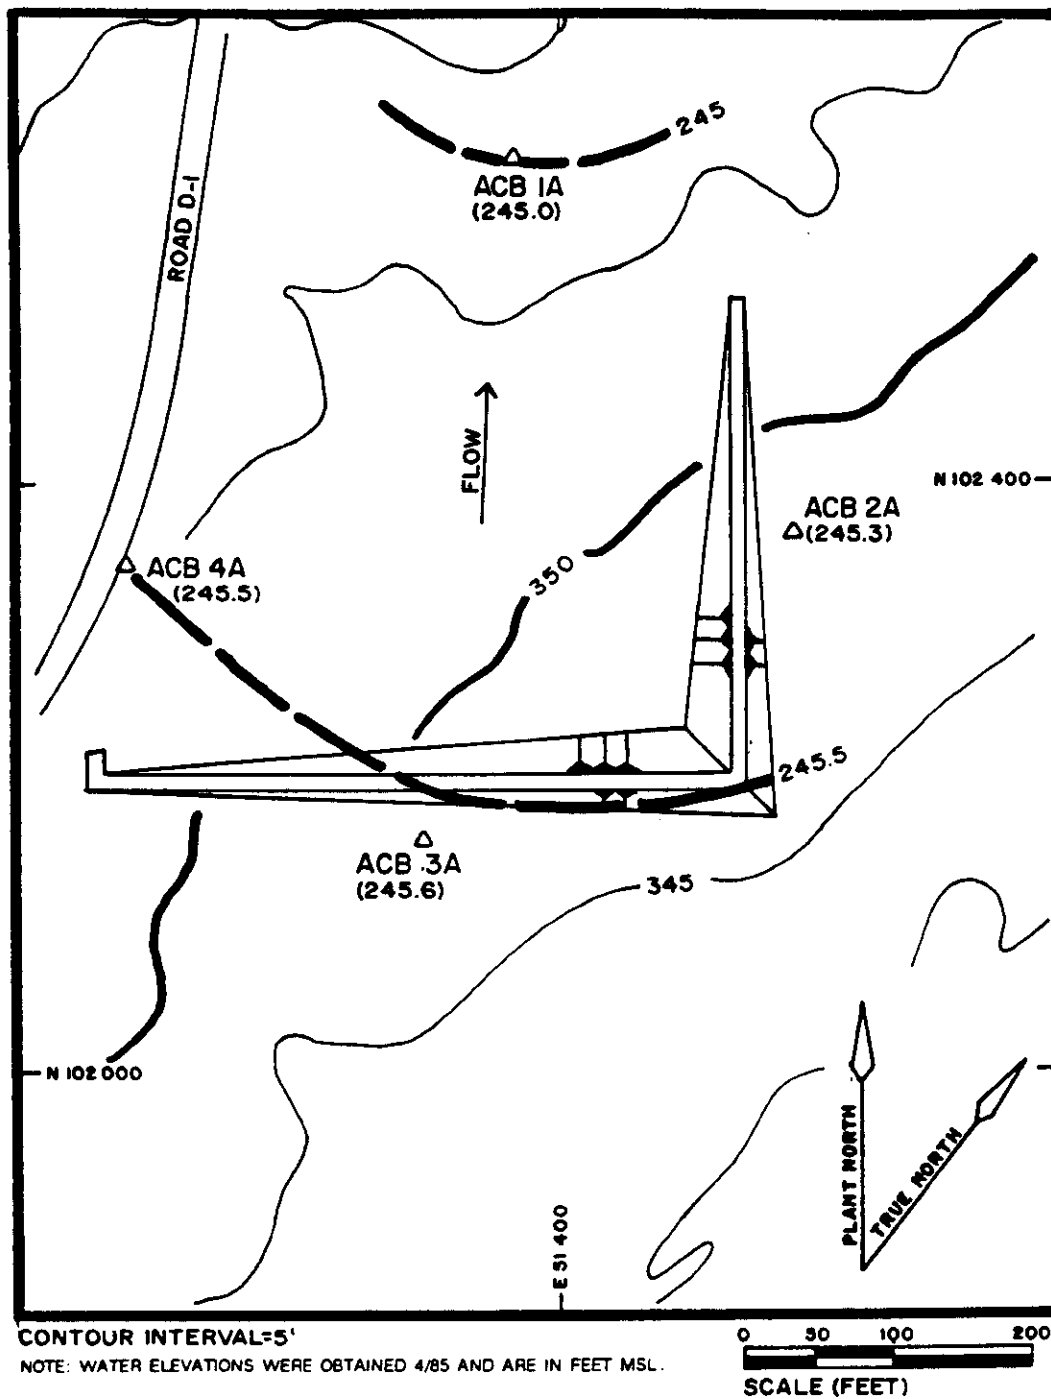 245
ACB 1A
(245.0)
ROAD D-1
FLOW
N 102 400
ACB 2A
(245.3)
ACB 4A
(245.5)
350
245.5
ACB 3A
(245.6)
345
N 102 000
PLANT NORTH
TRUE NORTH
E 51 400
CONTOUR INTERVAL=5'
NOTE: WATER ELEVATIONS WERE OBTAINED 4/85 AND ARE IN FEET MSL.
0 50 100 200
SCALE (FEET)